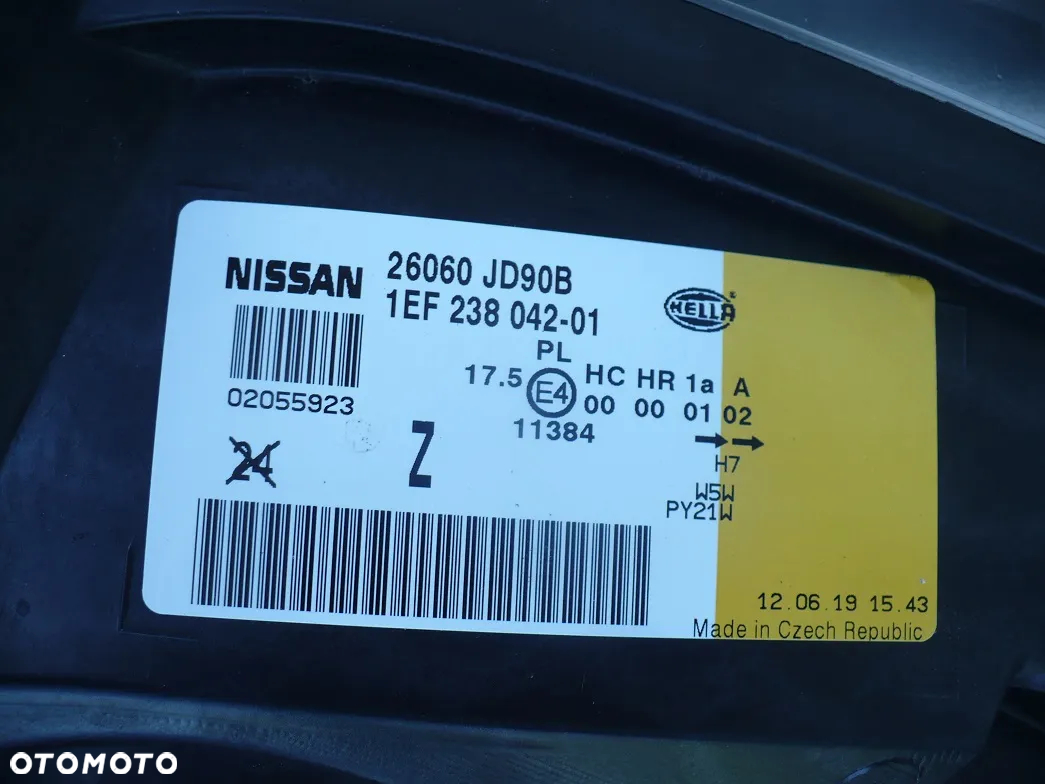 NISSAN
26060 JD90B
1EF 238 042-01
HELLA®
02055923
PL
17.5 E4 HC HR 1a A
00 00 01 02
11384
24
Z
H7
W5W
PY21W
12.06.19 15.43
Made in Czech Republic
OTOMOTO